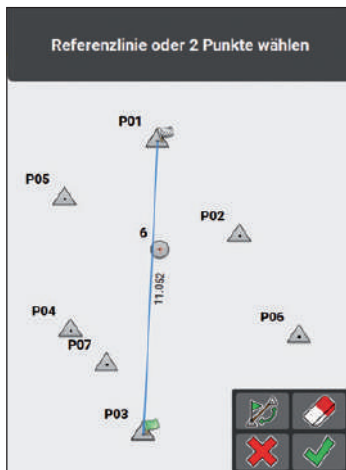 Referenzlinie oder 2 Punkte wählen
P01
P05
P02
6
11.052
P04
P06
P07
P03